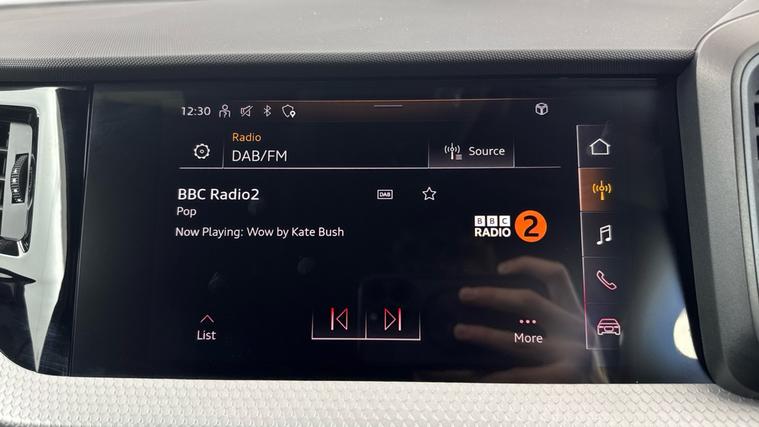 12:30
Radio
DAB/FM
Source
BBC Radio2
DAB
Pop
Now Playing: Wow by Kate Bush
BBC
RADIO 2
List
More